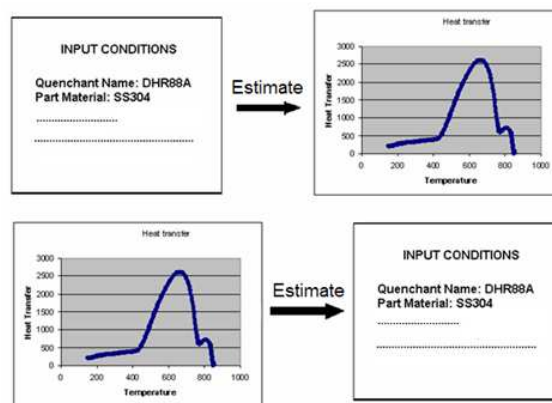 INPUT CONDITIONS
Quenchant Name: DHR88A
Part Material: SS304
Estimate
Heat transfer
Heat Transfer
3000
2500
2000
1500
1000
500
0
0 200 400 600 800 1000
Temperature
Heat transfer
Heat Transfer
3000
2500
2000
1500
1000
500
0
0 200 400 600 800 1000
Temperature
Estimate
INPUT CONDITIONS
Quenchant Name: DHR88A
Part Material: SS304